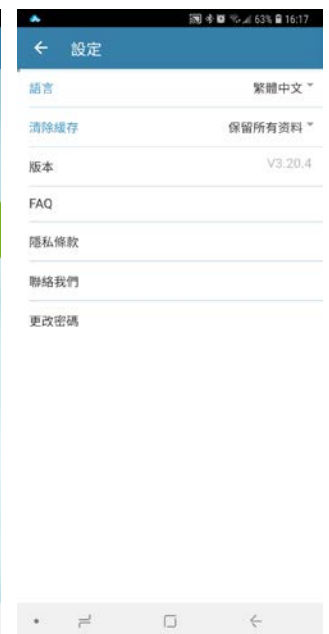 63% 16:17
設定
語言 繁體中文
清除緩存 保留所有资料
版本 V3.20.4
FAQ
隱私條款
聯絡我們
更改密碼